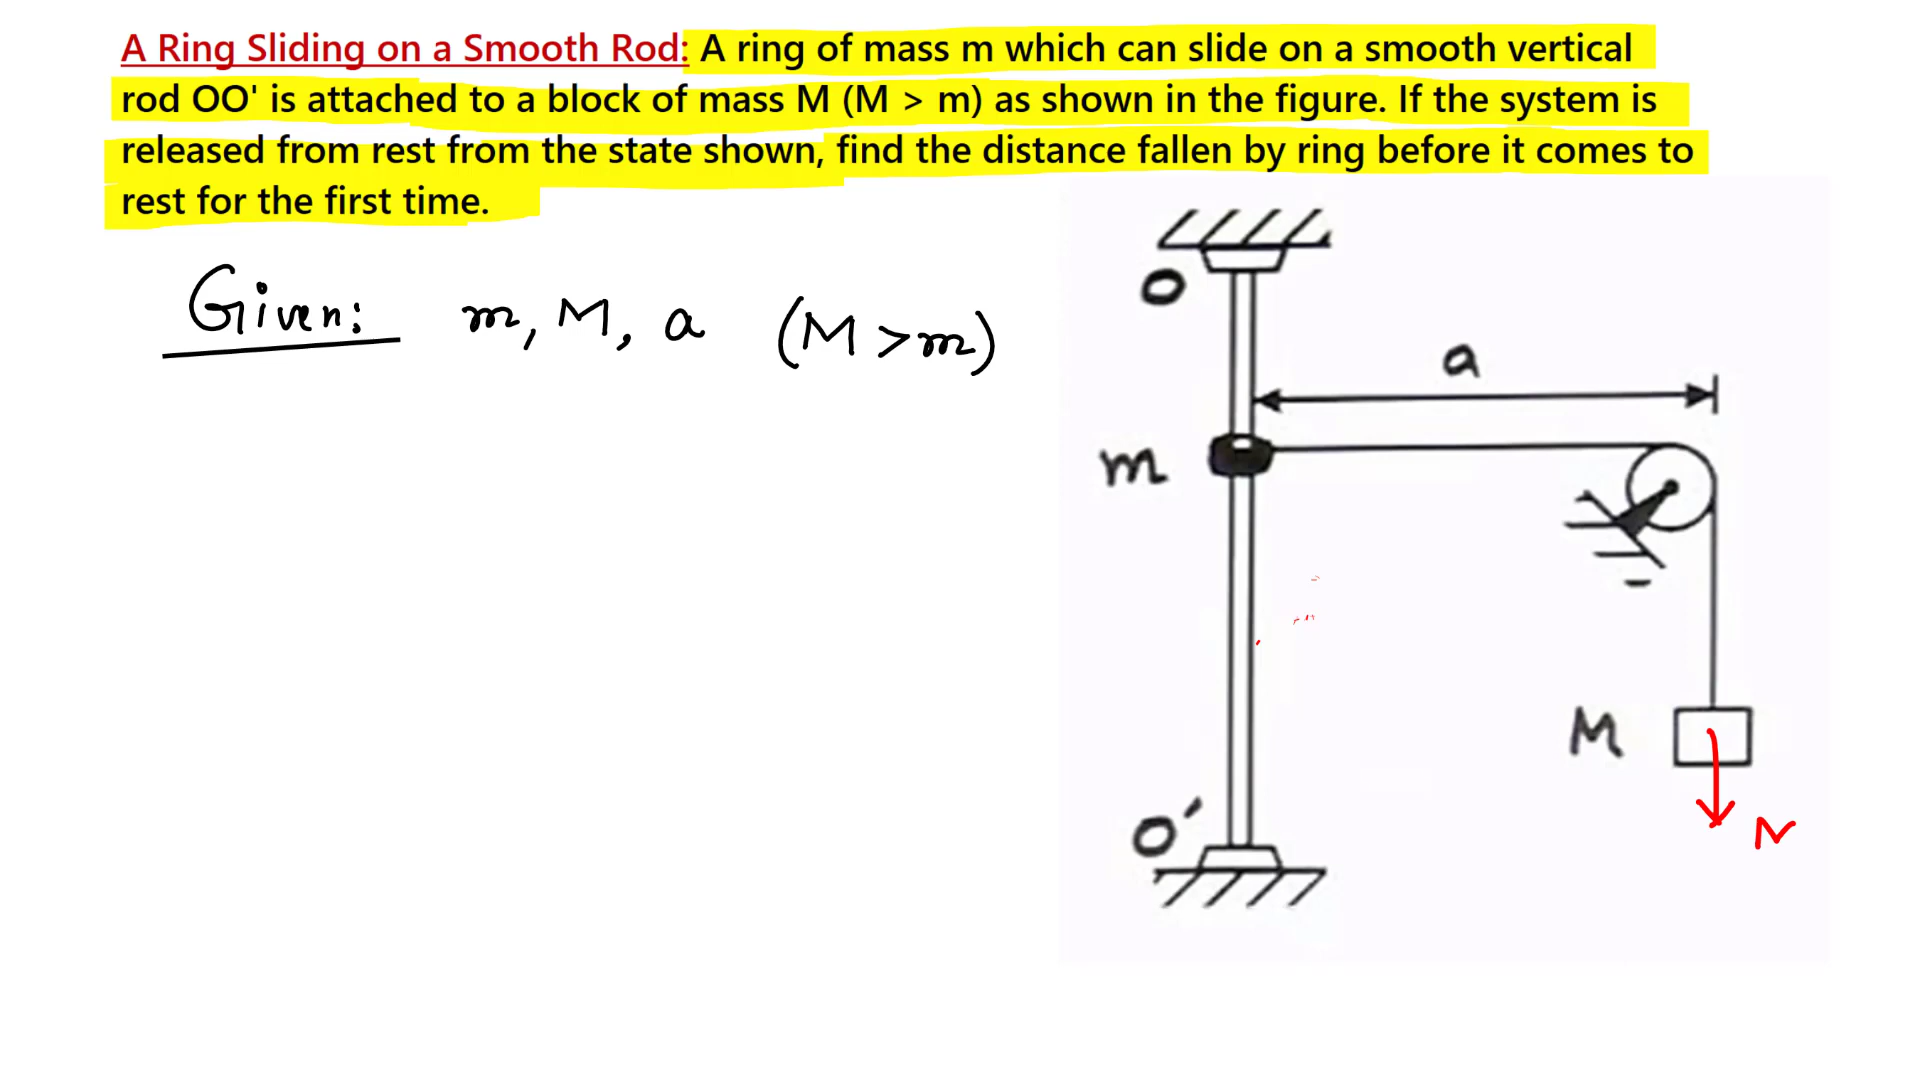 A Ring Sliding on a Smooth Rod: A ring of mass m which can slide on a smooth vertical
rod OO' is attached to a block of mass M (M > m) as shown in the figure. If the system is
released from rest from the state shown, find the distance fallen by ring before it comes to
rest for the first time.
Given: m, M, a (M > m)
O
a
m
M
O'